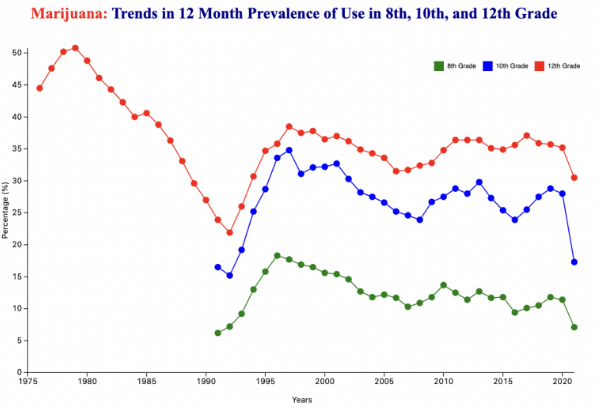 Marijuana: Trends in 12 Month Prevalence of Use in 8th, 10th, and 12th Grade
8th Grade 10th Grade 12th Grade
50
45
40
35
30
25
20
15
10
5
0
Percentage (%)
1975 1980 1985 1990 1995 2000 2005 2010 2015 2020
Years